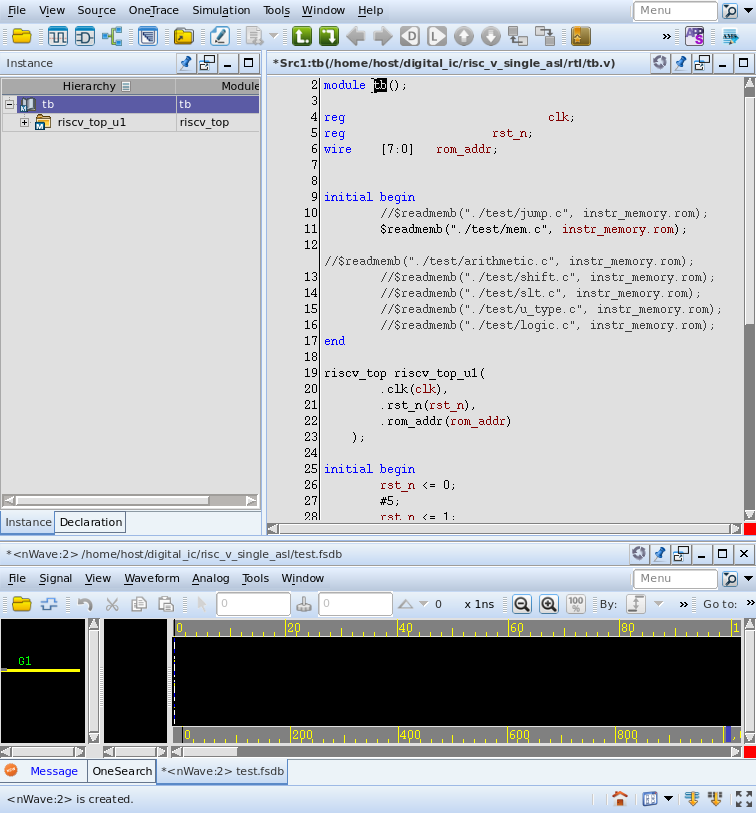 File View Source OneTrace Simulation Tools Window Help Menu
Instance
*Src1:tb(/home/host/digital_ic/risc_v_single_asl/rtl/tb.v)
Hierarchy Module
tb tb
riscv_top_u1 riscv_top
2 module tb();
3
4 reg clk;
5 reg rst_n;
6 wire [7:0] rom_addr;
7
8
9 initial begin
10 //$readmemb("./test/jump.c", instr_memory.rom);
11 $readmemb("./test/mem.c", instr_memory.rom);
12
//$readmemb("./test/arithmetic.c", instr_memory.rom);
13 //$readmemb("./test/shift.c", instr_memory.rom);
14 //$readmemb("./test/slt.c", instr_memory.rom);
15 //$readmemb("./test/u_type.c", instr_memory.rom);
16 //$readmemb("./test/logic.c", instr_memory.rom);
17 end
18
19 riscv_top riscv_top_u1(
20 .clk(clk),
21 .rst_n(rst_n),
22 .rom_addr(rom_addr)
23 );
24
25 initial begin
26 rst_n <= 0;
27 #5;
28 rst_n <= 1;
Instance Declaration
*<nWave:2> /home/host/digital_ic/risc_v_single_asl/test.fsdb
File Signal View Waveform Analog Tools Window Menu
0 0 0 x 1ns 100 % By: » Go to: »
0 20 40 60 80 1
G1
0 200 400 600 800
Message OneSearch *<nWave:2> test.fsdb
<nWave:2> is created.